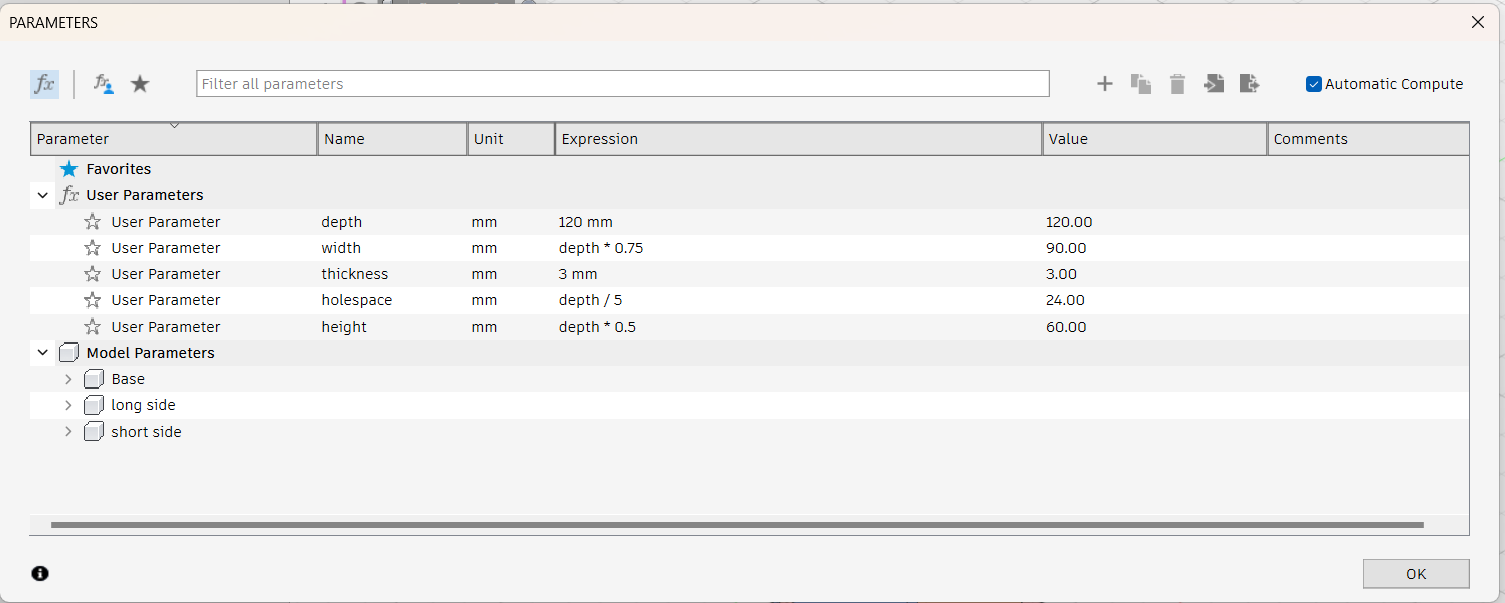 PARAMETERS
fx fx Filter all parameters Automatic Compute
Parameter Name Unit Expression Value Comments
Favorites
fx User Parameters
User Parameter depth mm 120 mm 120.00
User Parameter width mm depth * 0.75 90.00
User Parameter thickness mm 3 mm 3.00
User Parameter holespace mm depth / 5 24.00
User Parameter height mm depth * 0.5 60.00
Model Parameters
Base
long side
short side
OK